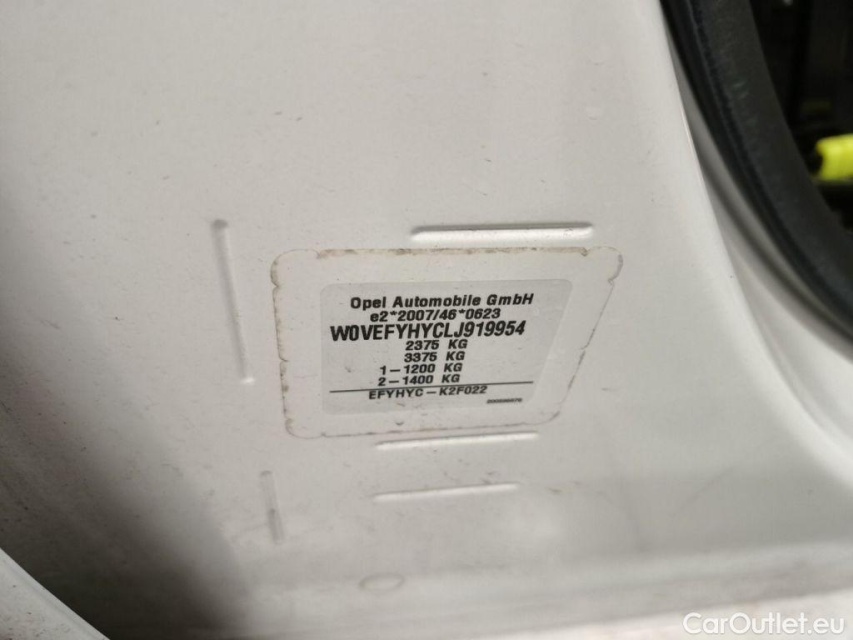 Opel Automobile GmbH
e2*2007/46*0623
W0VEFYHYCLJ919954
2375 KG
3375 KG
1-1200 KG
2-1400 KG
EFYHYC-K2F022
CarOutlet.eu